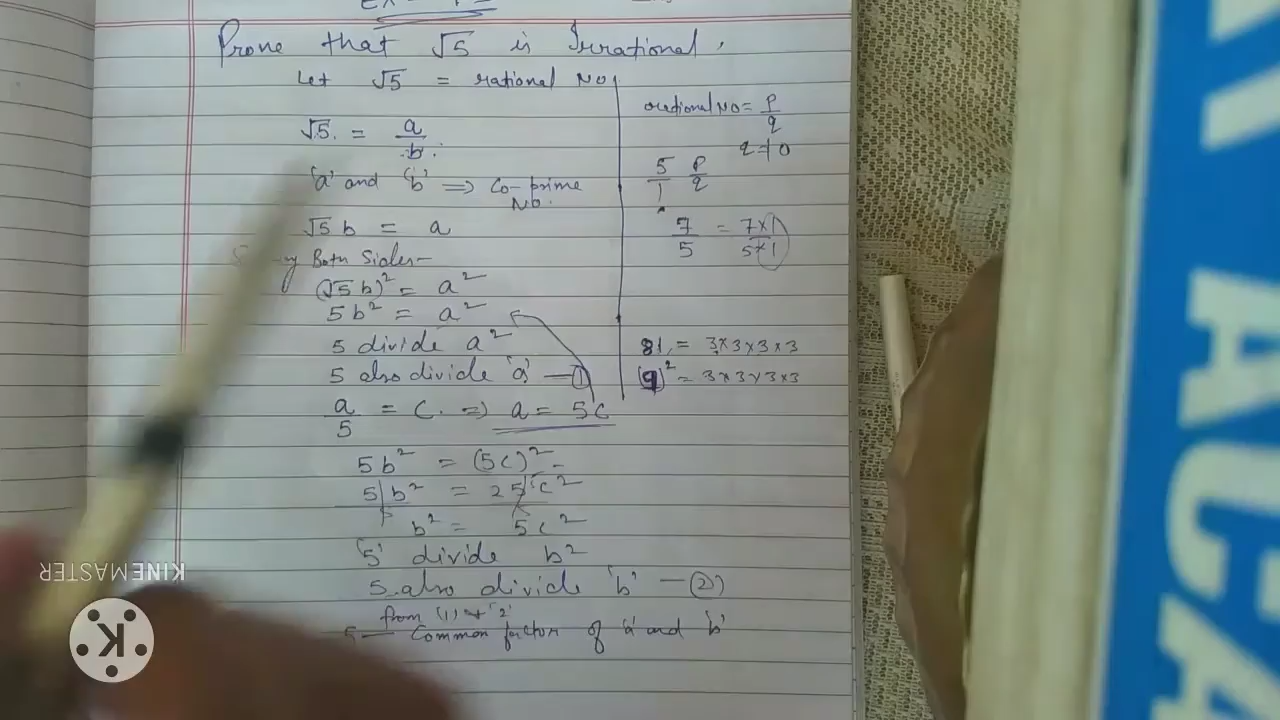 Prove that √5 is Irrational.
Let √5 = rational NO
√5 = a/b
'a' and 'b' ⇒ Co-prime No.
√5 b = a
Both Sides-
(√5 b)² = a²
5b² = a²
5 divide a²
5 also divide 'a' —①
a/5 = C. ⇒ a = 5C
5b² = (5C)²
5b² = 25C²
b² = 5C²
'5' divide b²
5 also divide 'b' —②
from (1) & '2'
5 — Common factor of 'a' and 'b'
rational NO = P/q
q ≠ 0
5/1 P/q
7/5 = 7×1/5×1
81 = 3×3×3×3
(9)² = 3×3×3×3
KINEMASTER
K
ACA